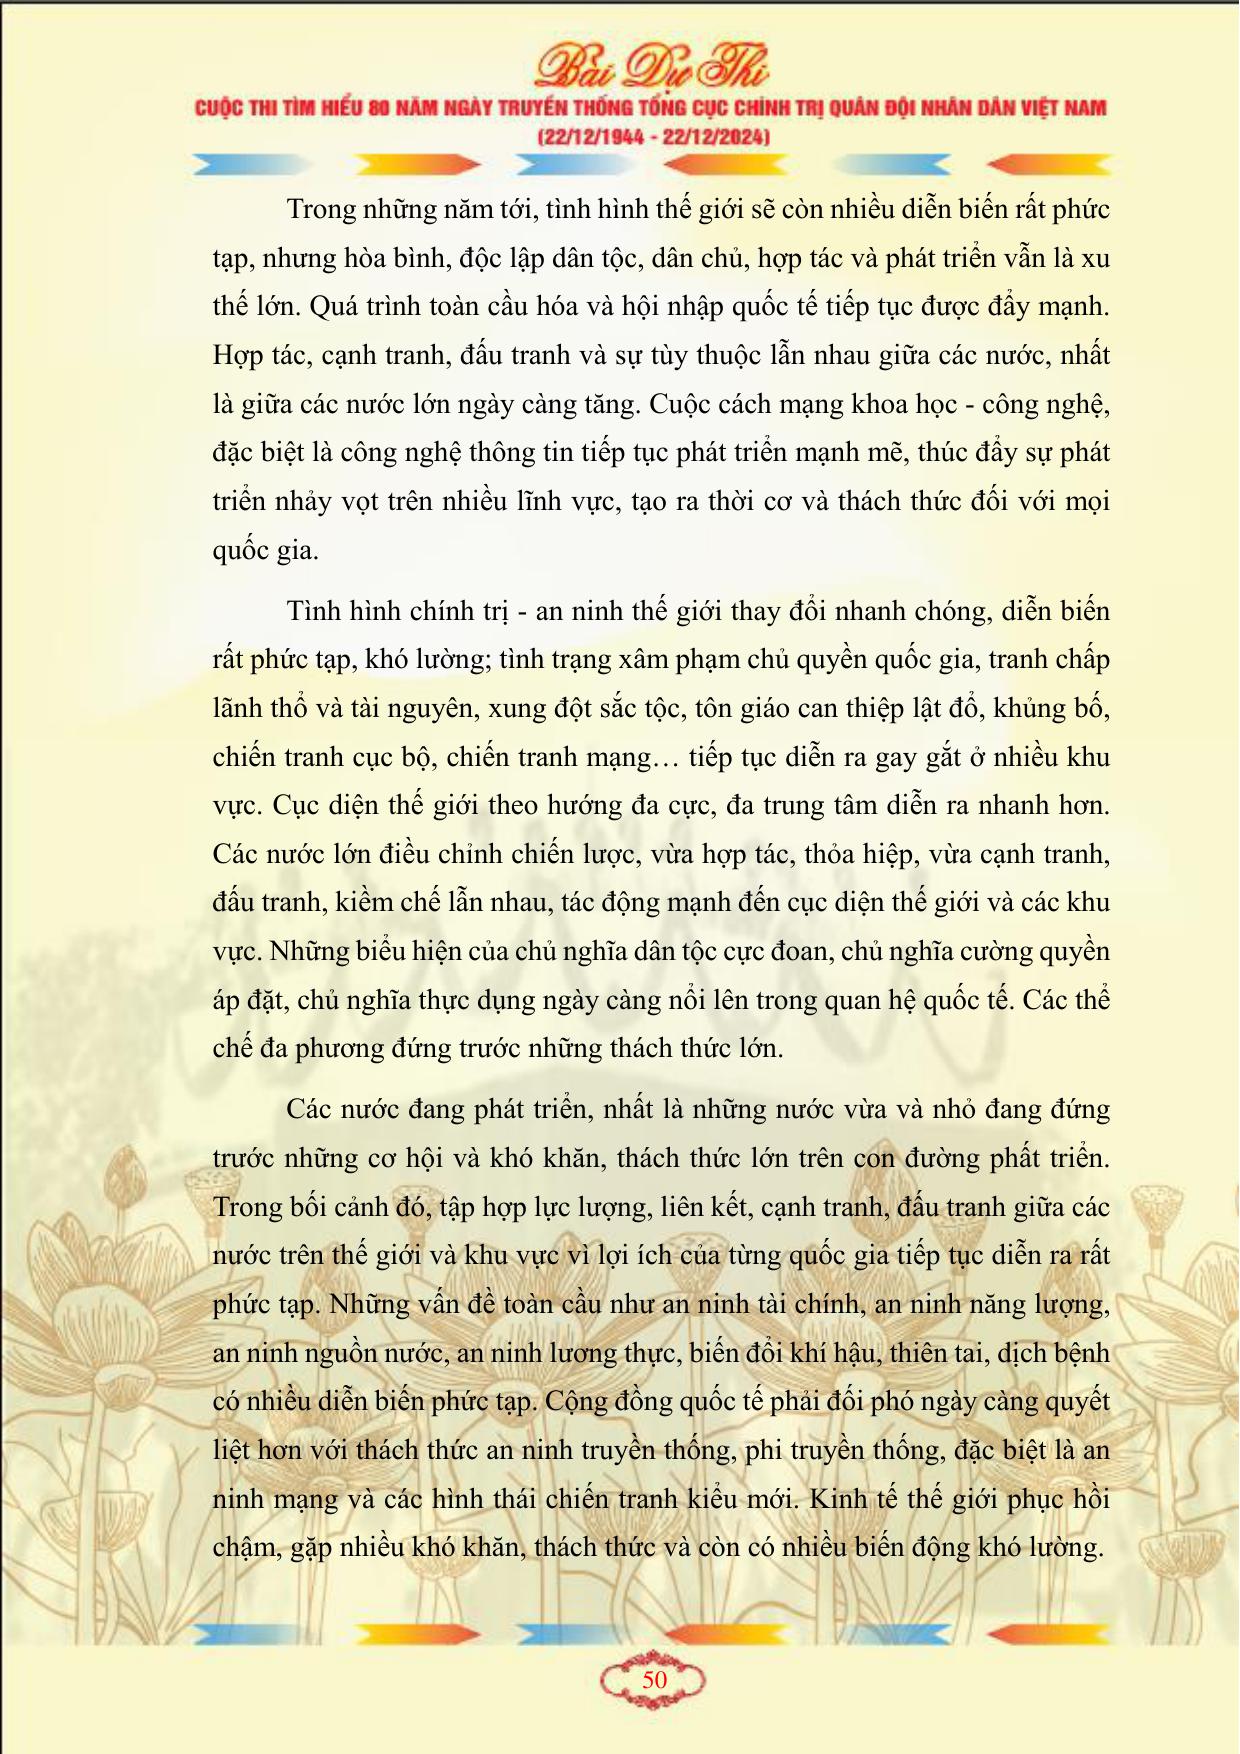 Bài Dự Thi
CUỘC THI TÌM HIỂU 80 NĂM NGÀY TRUYỀN THỐNG TỔNG CỤC CHÍNH TRỊ QUÂN ĐỘI NHÂN DÂN VIỆT NAM
(22/12/1944 - 22/12/2024)
Trong những năm tới, tình hình thế giới sẽ còn nhiều diễn biến rất phức
tạp, nhưng hòa bình, độc lập dân tộc, dân chủ, hợp tác và phát triển vẫn là xu
thế lớn. Quá trình toàn cầu hóa và hội nhập quốc tế tiếp tục được đẩy mạnh.
Hợp tác, cạnh tranh, đấu tranh và sự tùy thuộc lẫn nhau giữa các nước, nhất
là giữa các nước lớn ngày càng tăng. Cuộc cách mạng khoa học - công nghệ,
đặc biệt là công nghệ thông tin tiếp tục phát triển mạnh mẽ, thúc đẩy sự phát
triển nhảy vọt trên nhiều lĩnh vực, tạo ra thời cơ và thách thức đối với mọi
quốc gia.
Tình hình chính trị - an ninh thế giới thay đổi nhanh chóng, diễn biến
rất phức tạp, khó lường; tình trạng xâm phạm chủ quyền quốc gia, tranh chấp
lãnh thổ và tài nguyên, xung đột sắc tộc, tôn giáo can thiệp lật đổ, khủng bố,
chiến tranh cục bộ, chiến tranh mạng… tiếp tục diễn ra gay gắt ở nhiều khu
vực. Cục diện thế giới theo hướng đa cực, đa trung tâm diễn ra nhanh hơn.
Các nước lớn điều chỉnh chiến lược, vừa hợp tác, thỏa hiệp, vừa cạnh tranh,
đấu tranh, kiềm chế lẫn nhau, tác động mạnh đến cục diện thế giới và các khu
vực. Những biểu hiện của chủ nghĩa dân tộc cực đoan, chủ nghĩa cường quyền
áp đặt, chủ nghĩa thực dụng ngày càng nổi lên trong quan hệ quốc tế. Các thể
chế đa phương đứng trước những thách thức lớn.
Các nước đang phát triển, nhất là những nước vừa và nhỏ đang đứng
trước những cơ hội và khó khăn, thách thức lớn trên con đường phất triển.
Trong bối cảnh đó, tập hợp lực lượng, liên kết, cạnh tranh, đấu tranh giữa các
nước trên thế giới và khu vực vì lợi ích của từng quốc gia tiếp tục diễn ra rất
phức tạp. Những vấn đề toàn cầu như an ninh tài chính, an ninh năng lượng,
an ninh nguồn nước, an ninh lương thực, biến đổi khí hậu, thiên tai, dịch bệnh
có nhiều diễn biến phức tạp. Cộng đồng quốc tế phải đối phó ngày càng quyết
liệt hơn với thách thức an ninh truyền thống, phi truyền thống, đặc biệt là an
ninh mạng và các hình thái chiến tranh kiểu mới. Kinh tế thế giới phục hồi
chậm, gặp nhiều khó khăn, thách thức và còn có nhiều biến động khó lường.
50